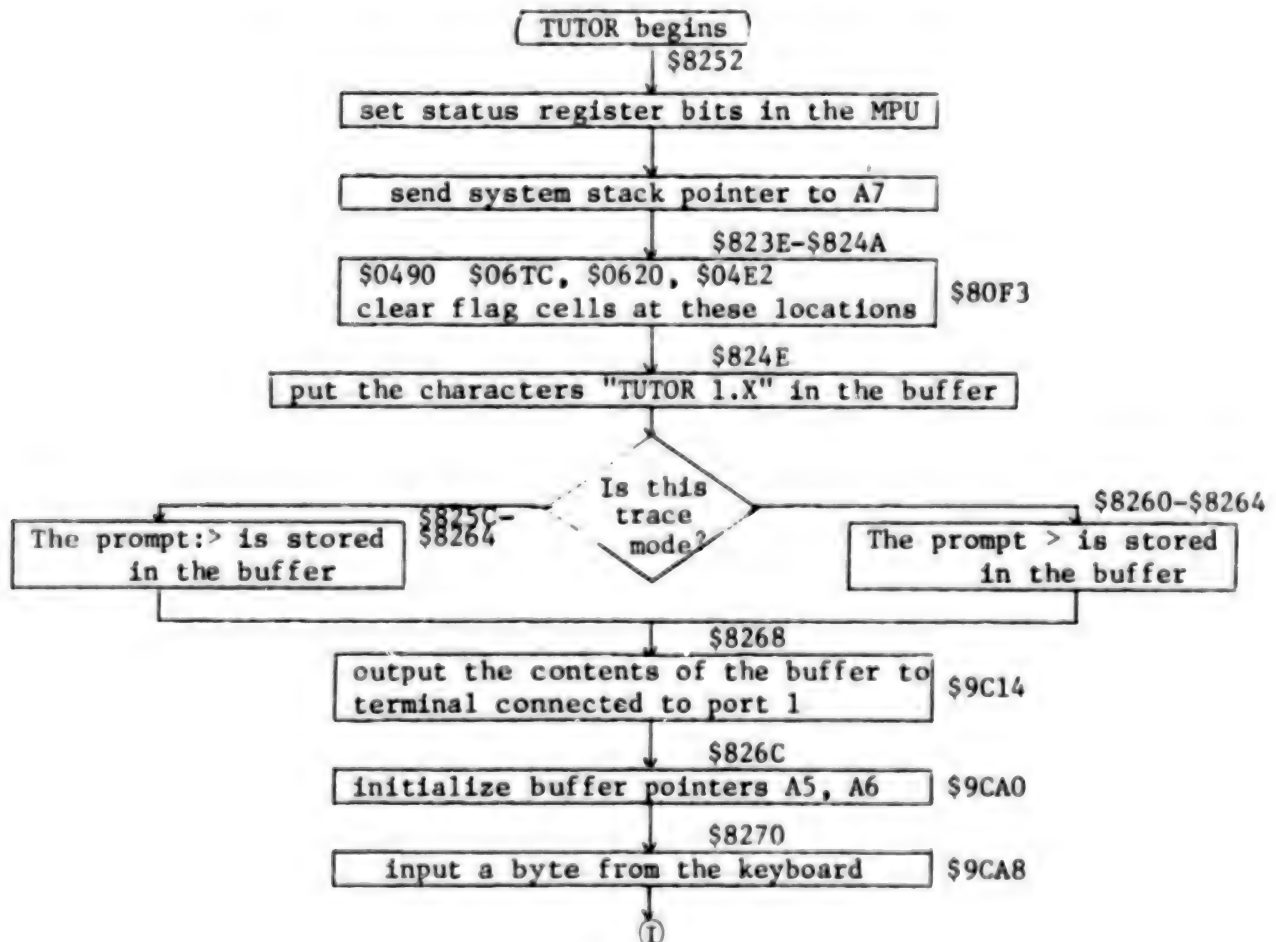 TUTOR begins
$8252
set status register bits in the MPU
send system stack pointer to A7
$823E-$824A
$0490 $06TC, $0620, $04E2
clear flag cells at these locations
$80F3
$824E
put the characters "TUTOR 1.X" in the buffer
Is this
trace
mode?
$825C-
$8264
The prompt:> is stored
in the buffer
$8260-$8264
The prompt > is stored
in the buffer
$8268
output the contents of the buffer to
terminal connected to port 1
$9C14
$826C
initialize buffer pointers A5, A6
$9CA0
$8270
input a byte from the keyboard
$9CA8
I